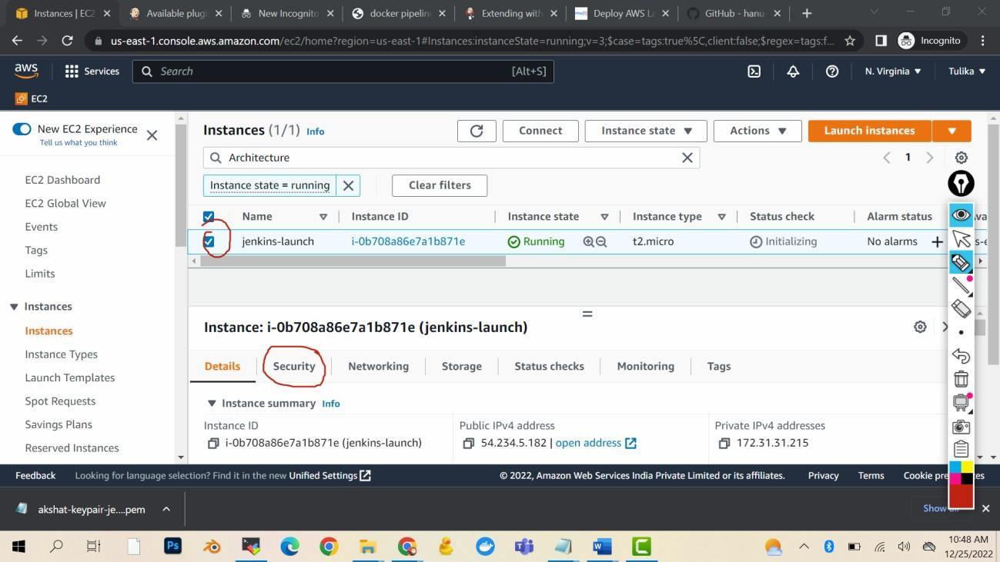 Instances | EC2
Available plugi
New Incognito
docker pipelin
Extending with
Deploy AWS La
GitHub - hanu
us-east-1.console.aws.amazon.com/ec2/home?region=us-east-1#Instances:instanceState=running;v=3;$case=tags:true%5C,client:false;$regex=tags:f...
Incognito
aws
Services
Search
[Alt+S]
N. Virginia
Tulika
EC2
New EC2 Experience
Tell us what you think
EC2 Dashboard
EC2 Global View
Events
Tags
Limits
Instances
Instances
Instance Types
Launch Templates
Spot Requests
Savings Plans
Reserved Instances
Instances (1/1) Info
Connect
Instance state
Actions
Launch instances
Architecture
1
Instance state = running
Clear filters
Name Instance ID Instance state Instance type Status check Alarm status
jenkins-launch i-0b708a86e7a1b871e Running t2.micro Initializing No alarms
Instance: i-0b708a86e7a1b871e (jenkins-launch)
Details Security Networking Storage Status checks Monitoring Tags
Instance summary Info
Instance ID
i-0b708a86e7a1b871e (jenkins-launch)
Public IPv4 address
54.234.5.182 | open address
Private IPv4 addresses
172.31.31.215
Feedback
Looking for language selection? Find it in the new Unified Settings
© 2022, Amazon Web Services India Private Limited or its affiliates.
Privacy
Terms
Cookie
akshat-keypair-je....pem
Show
Ps
W
10:48 AM
12/25/2022